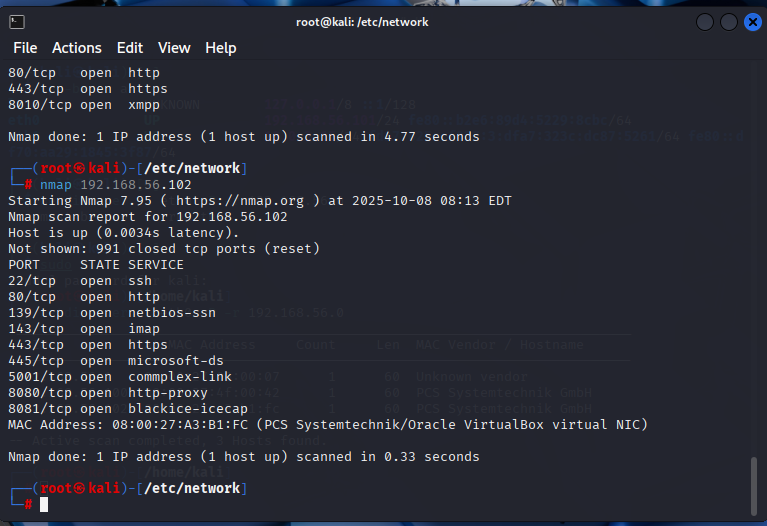 root@kali: /etc/network
File Actions Edit View Help
80/tcp open http
443/tcp open https
8010/tcp open xmpp
Nmap done: 1 IP address (1 host up) scanned in 4.77 seconds
┌──(root㉿kali)-[/etc/network]
└─# nmap 192.168.56.102
Starting Nmap 7.95 ( https://nmap.org ) at 2025-10-08 08:13 EDT
Nmap scan report for 192.168.56.102
Host is up (0.0034s latency).
Not shown: 991 closed tcp ports (reset)
PORT STATE SERVICE
22/tcp open ssh
80/tcp open http
139/tcp open netbios-ssn
143/tcp open imap
443/tcp open https
445/tcp open microsoft-ds
5001/tcp open commplex-link
8080/tcp open http-proxy
8081/tcp open blackice-icecap
MAC Address: 08:00:27:A3:B1:FC (PCS Systemtechnik/Oracle VirtualBox virtual NIC)
Nmap done: 1 IP address (1 host up) scanned in 0.33 seconds
┌──(root㉿kali)-[/etc/network]
└─#